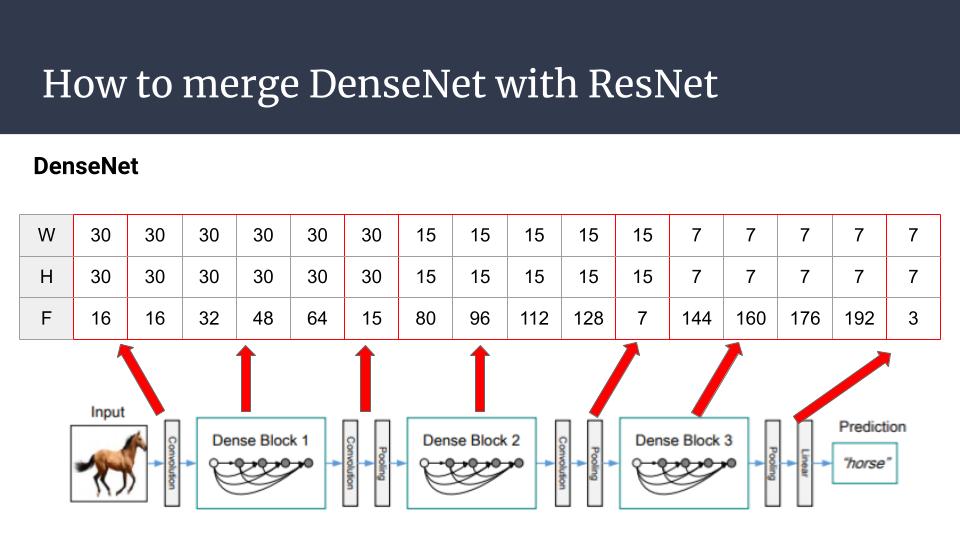 How to merge DenseNet with ResNet
DenseNet
W 30 30 30 30 30 30 15 15 15 15 15 7 7 7 7 7
H 30 30 30 30 30 30 15 15 15 15 15 7 7 7 7 7
F 16 16 32 48 64 15 80 96 112 128 7 144 160 176 192 3
Input
Convolution
Dense Block 1
Convolution
Pooling
Dense Block 2
Convolution
Pooling
Dense Block 3
Pooling
Linear
Prediction
"horse"